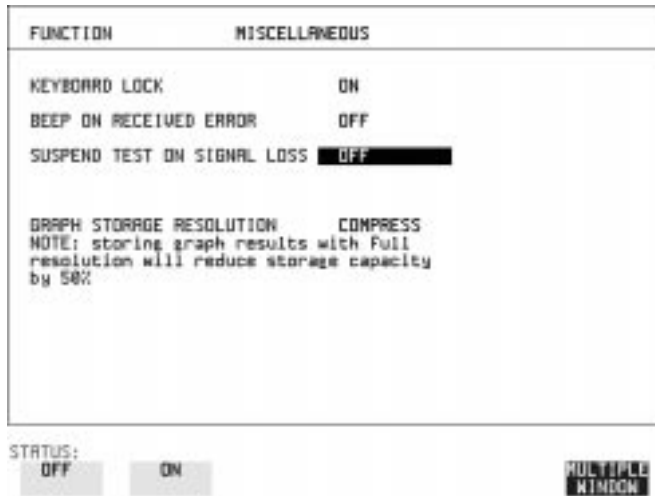 FUNCTION MISCELLANEOUS
KEYBOARD LOCK ON
BEEP ON RECEIVED ERROR OFF
SUSPEND TEST ON SIGNAL LOSS OFF
GRAPH STORAGE RESOLUTION COMPRESS
NOTE: storing graph results with Full
resolution will reduce storage capacity
by 50%
STATUS:
OFF ON MULTIPLE
WINDOW